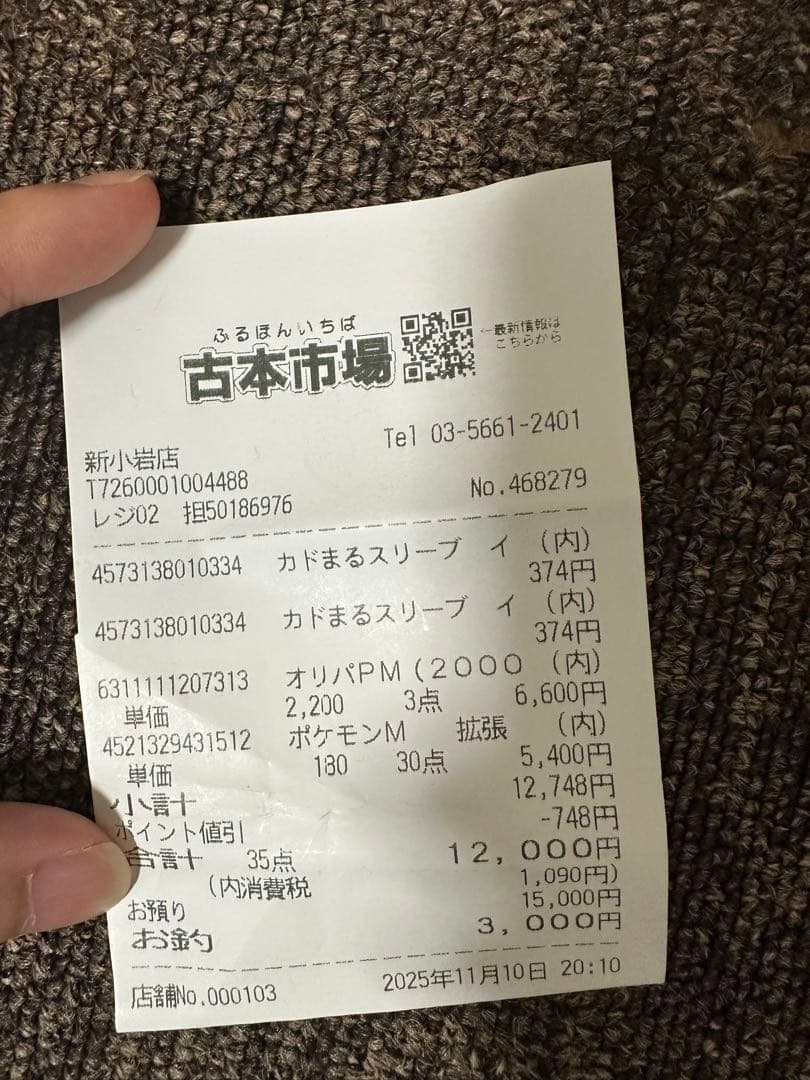 ふるほんいちば
古本市場
←最新情報は
こちらから
Tel 03-5661-2401
新小岩店
T7260001004488
No.468279
レジ02 担50186976
4573138010334 カドまるスリーブ イ (内)
374円
4573138010334 カドまるスリーブ イ (内)
374円
6311111207313 オリパPM(2000 (内)
単価 2,200 3点 6,600円
4521329431512 ポケモンM 拡張 (内)
単価 180 30点 5,400円
小計 12,748円
ポイント値引 -748円
合計 35点 12,000円
(内消費税 1,090円)
お預り 15,000円
お釣 3,000円
店舗No.000103 2025年11月10日 20:10